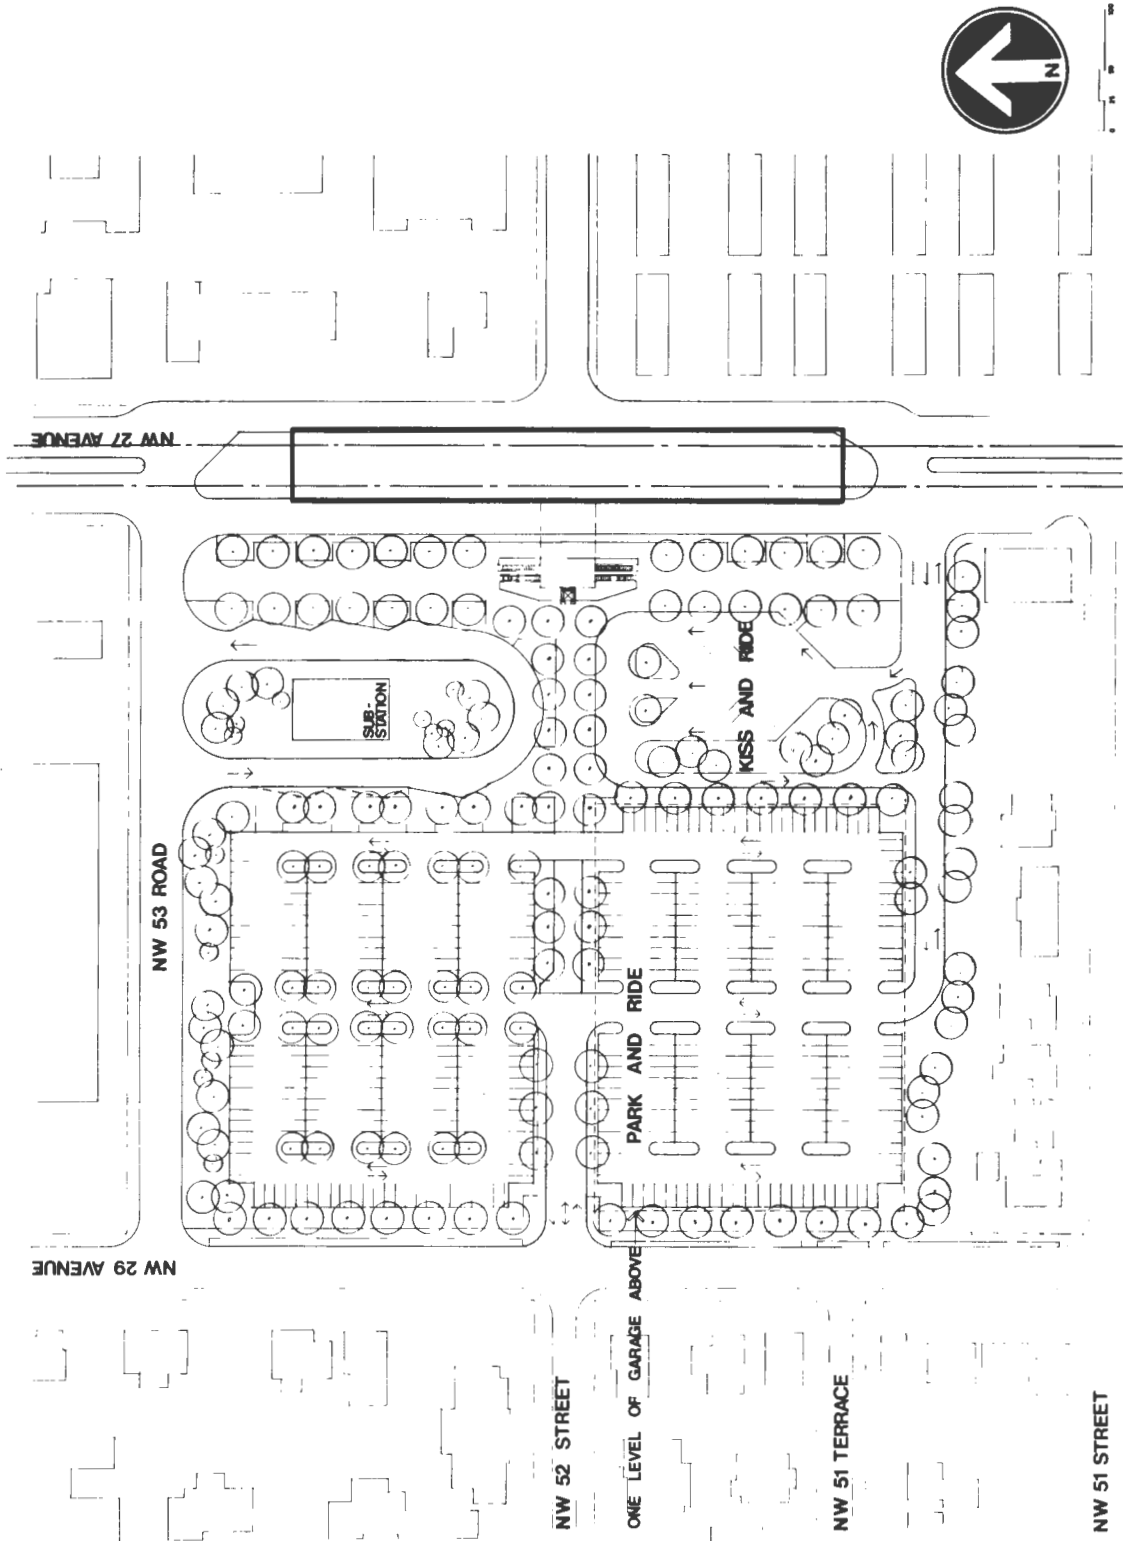 N
NW 27 AVENUE
SUB-
STATION
KISS AND RIDE
NW 53 ROAD
PARK AND RIDE
NW 29 AVENUE
ONE LEVEL OF GARAGE ABOVE
NW 52 STREET
NW 51 TERRACE
NW 51 STREET